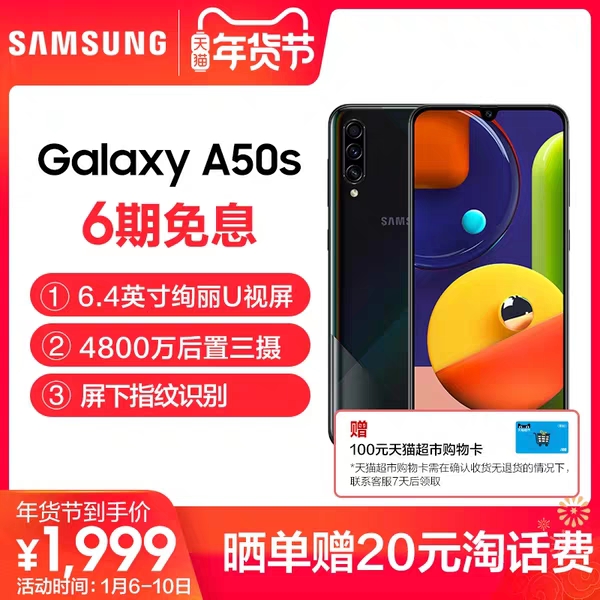 SAMSUNG
天猫
年货节
Galaxy A50s
6期免息
① 6.4英寸绚丽U视屏
② 4800万后置三摄
③ 屏下指纹识别
SAMS
赠
100元天猫超市购物卡
*天猫超市购物卡需在确认收货无退货的情况下,
联系客服7天后领取
年货节到手价
¥1,999
活动时间:1月6-10日
晒单赠20元淘话费